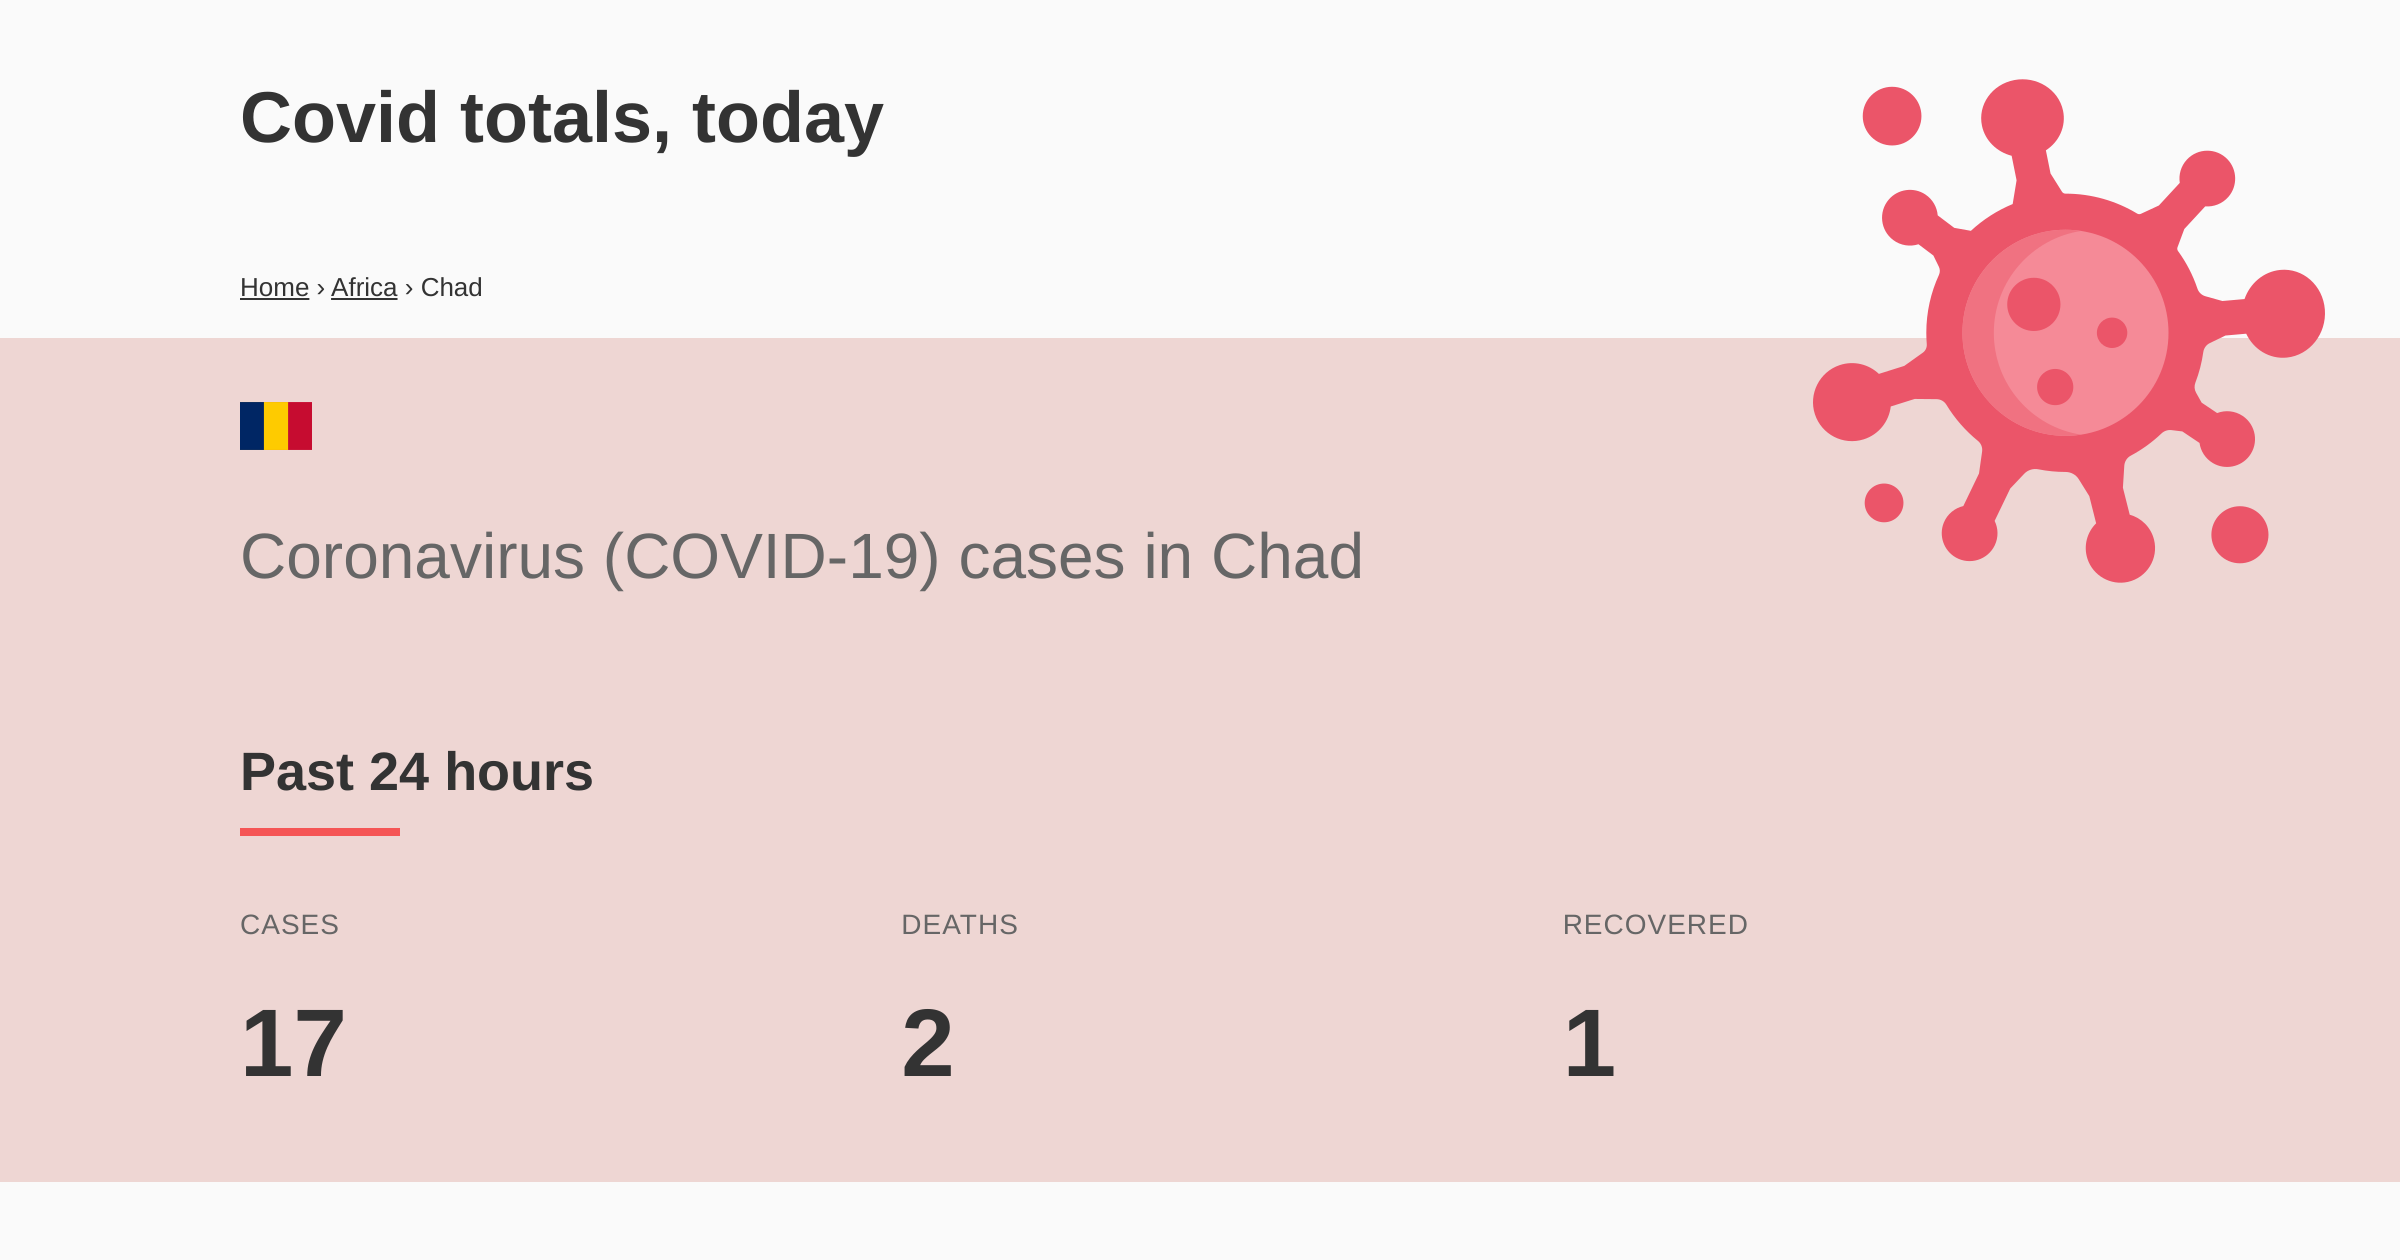 Covid totals, today
Home › Africa › Chad
Coronavirus (COVID-19) cases in Chad
Past 24 hours
CASES DEATHS RECOVERED
17 2 1